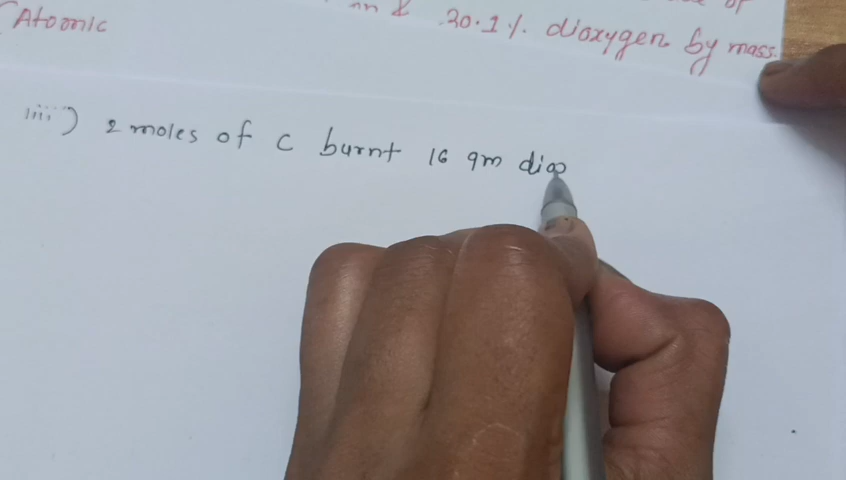 Atomic 30.1% dioxygen by mass.
iii) 2 moles of C burnt 16 gm dio